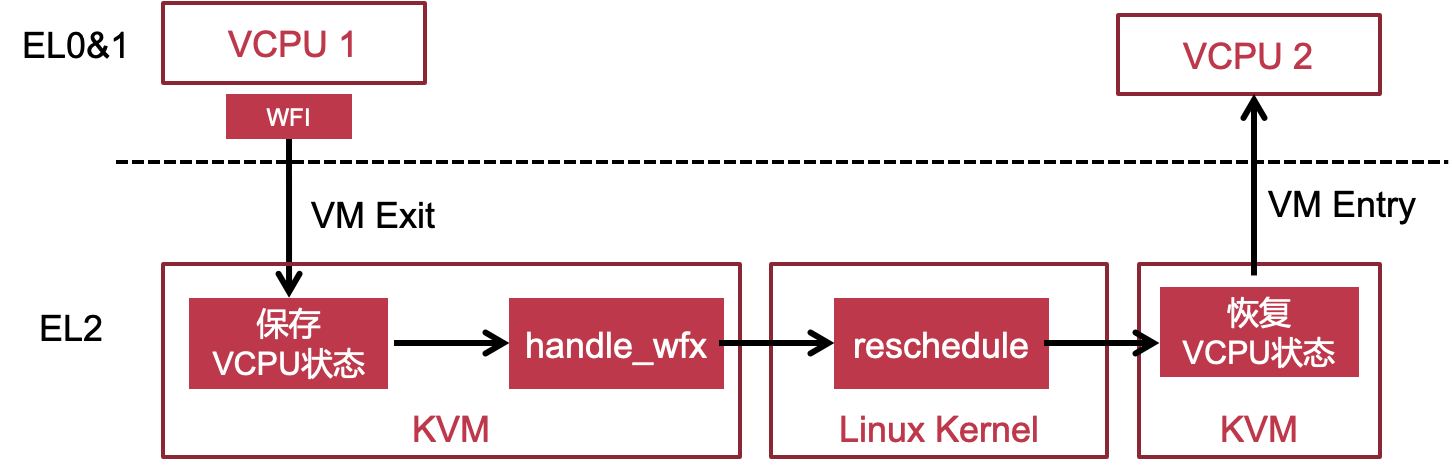 EL0&1
VCPU 1
VCPU 2
WFI
VM Exit
VM Entry
EL2
保存
VCPU状态
handle_wfx
reschedule
恢复
VCPU状态
KVM
Linux Kernel
KVM